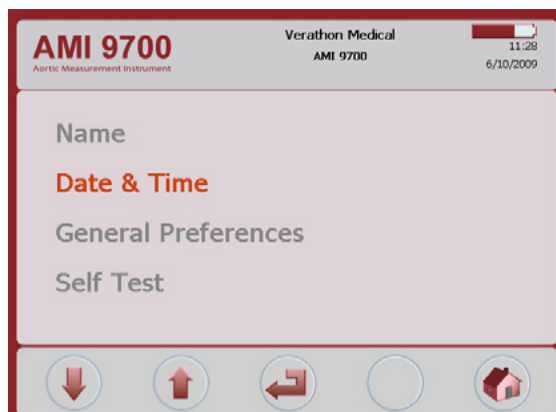 AMI 9700
Aortic Measurement Instrument
Verathon Medical
AMI 9700
11:28
6/10/2009
Name
Date & Time
General Preferences
Self Test